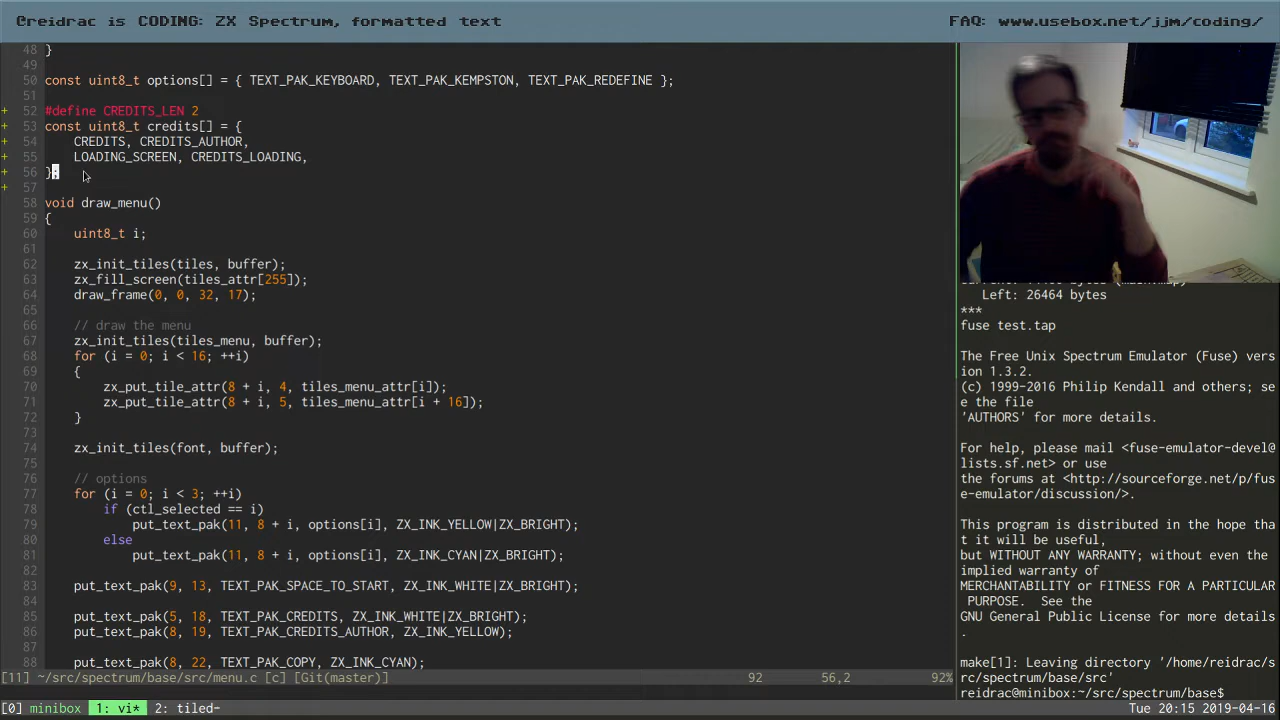 @reidrac is CODING: ZX Spectrum, formatted text
FAQ: www.usebox.net/jjm/coding/
48 }
49
50 const uint8_t options[] = { TEXT_PAK_KEYBOARD, TEXT_PAK_KEMPSTON, TEXT_PAK_REDEFINE };
51
+ 52 #define CREDITS_LEN 2
+ 53 const uint8_t credits[] = {
+ 54 CREDITS, CREDITS_AUTHOR,
+ 55 LOADING_SCREEN, CREDITS_LOADING,
+ 56 };
+ 57
58 void draw_menu()
59 {
60 uint8_t i;
61
62 zx_init_tiles(tiles, buffer);
63 zx_fill_screen(tiles_attr[255]);
64 draw_frame(0, 0, 32, 17);
65
66 // draw the menu
67 zx_init_tiles(tiles_menu, buffer);
68 for (i = 0; i < 16; ++i)
69 {
70 zx_put_tile_attr(8 + i, 4, tiles_menu_attr[i]);
71 zx_put_tile_attr(8 + i, 5, tiles_menu_attr[i + 16]);
72 }
73
74 zx_init_tiles(font, buffer);
75
76 // options
77 for (i = 0; i < 3; ++i)
78 if (ctl_selected == i)
79 put_text_pak(11, 8 + i, options[i], ZX_INK_YELLOW|ZX_BRIGHT);
80 else
81 put_text_pak(11, 8 + i, options[i], ZX_INK_CYAN|ZX_BRIGHT);
82
83 put_text_pak(9, 13, TEXT_PAK_SPACE_TO_START, ZX_INK_WHITE|ZX_BRIGHT);
84
85 put_text_pak(5, 18, TEXT_PAK_CREDITS, ZX_INK_WHITE|ZX_BRIGHT);
86 put_text_pak(8, 19, TEXT_PAK_CREDITS_AUTHOR, ZX_INK_YELLOW);
87
88 put_text_pak(8, 22, TEXT_PAK_COPY, ZX_INK_CYAN);
[11] ~/src/spectrum/base/src/menu.c [c] [Git(master)] 92 56,2 92%
Left: 26464 bytes
***
fuse test.tap
The Free Unix Spectrum Emulator (Fuse) vers
ion 1.3.2.
(c) 1999-2016 Philip Kendall and others; se
e the file
'AUTHORS' for more details.
For help, please mail <fuse-emulator-devel@
lists.sf.net> or use
the forums at <http://sourceforge.net/p/fus
e-emulator/discussion/>.
This program is distributed in the hope tha
t it will be useful,
but WITHOUT ANY WARRANTY; without even the
implied warranty of
MERCHANTABILITY or FITNESS FOR A PARTICULAR
PURPOSE. See the
GNU General Public License for more details
.
make[1]: Leaving directory '/home/reidrac/s
rc/spectrum/base/src'
reidrac@minibox:~/src/spectrum/base$
[0] minibox 1: vi* 2: tiled- Tue 20:15 2019-04-16